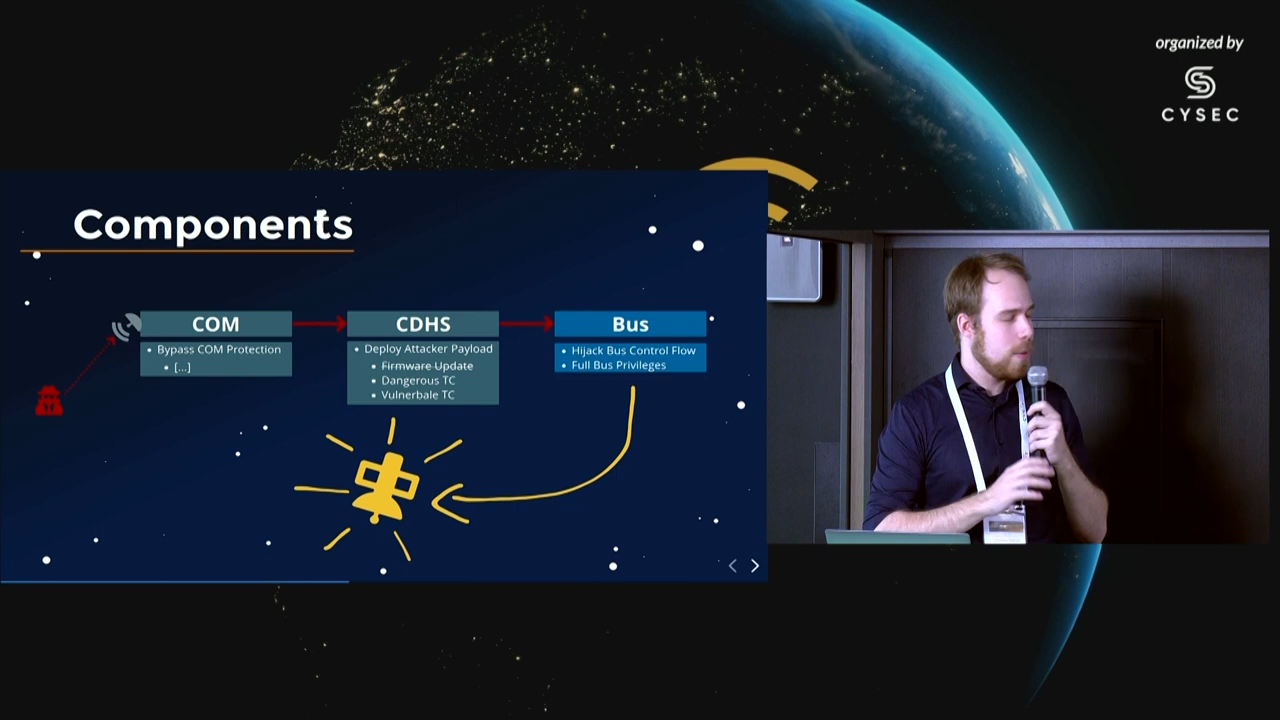 organized by
CYSEC
Components
COM
Bypass COM Protection
[...]
CDHS
Deploy Attacker Payload
Firmware Update
Dangerous TC
Vulnerbale TC
Bus
Hijack Bus Control Flow
Full Bus Privileges